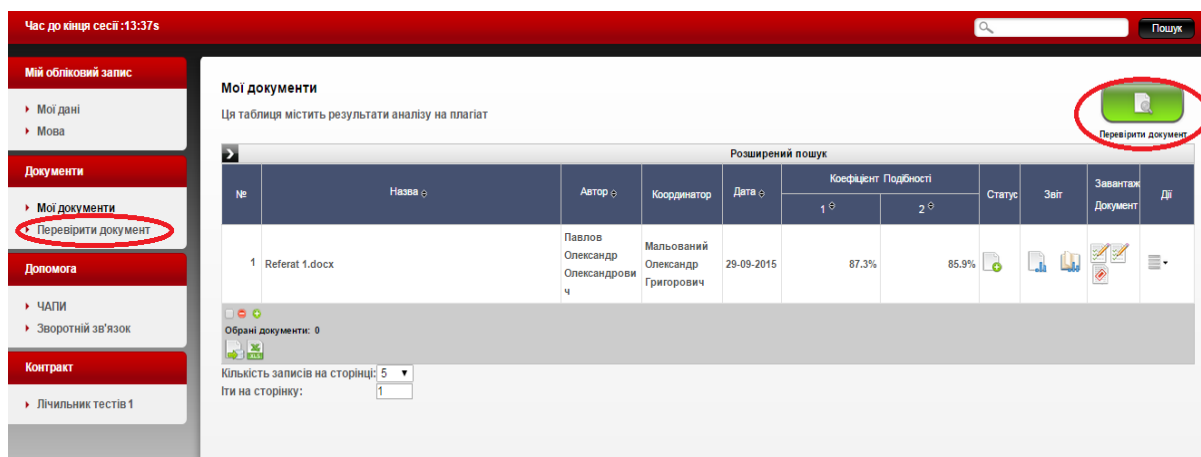 Час до кінця сесії :13:37s
Пошук
Мій обліковий запис
Мої дані
Мова
Документи
Мої документи
Перевірити документ
Допомога
ЧАПИ
Зворотній зв'язок
Контракт
Лічильник тестів 1
Мої документи
Ця таблиця містить результати аналізу на плагіат
Перевірити документ
Розширений пошук
№ Назва Автор Координатор Дата Коефіцієнт Подібності Статус Звіт Завантаж Дії
1 2 Документ
1 Referat 1.docx Павлов Мальований 29-09-2015 87.3% 85.9%
Олександр Олександр
Олександрови Григорович
ч
Обрані документи: 0
XLS
Кількість записів на сторінці: 5
Іти на сторінку: 1